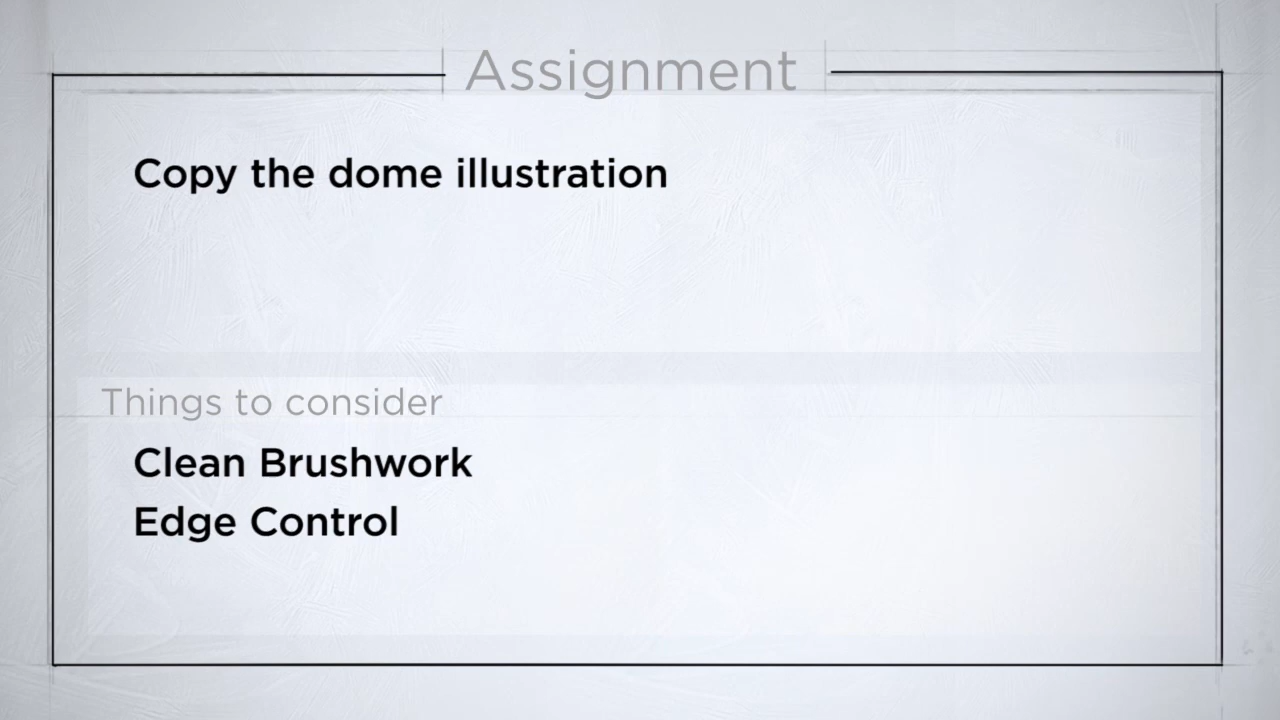 Assignment
Copy the dome illustration
Things to consider
Clean Brushwork
Edge Control